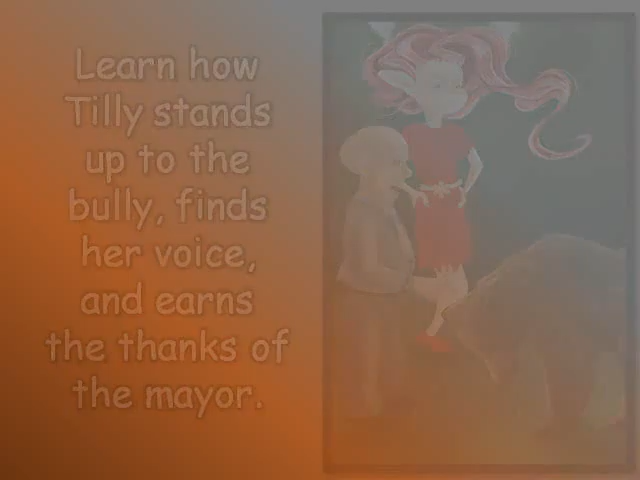 Learn how
Tilly stands
up to the
bully, finds
her voice,
and earns
the thanks of
the mayor.